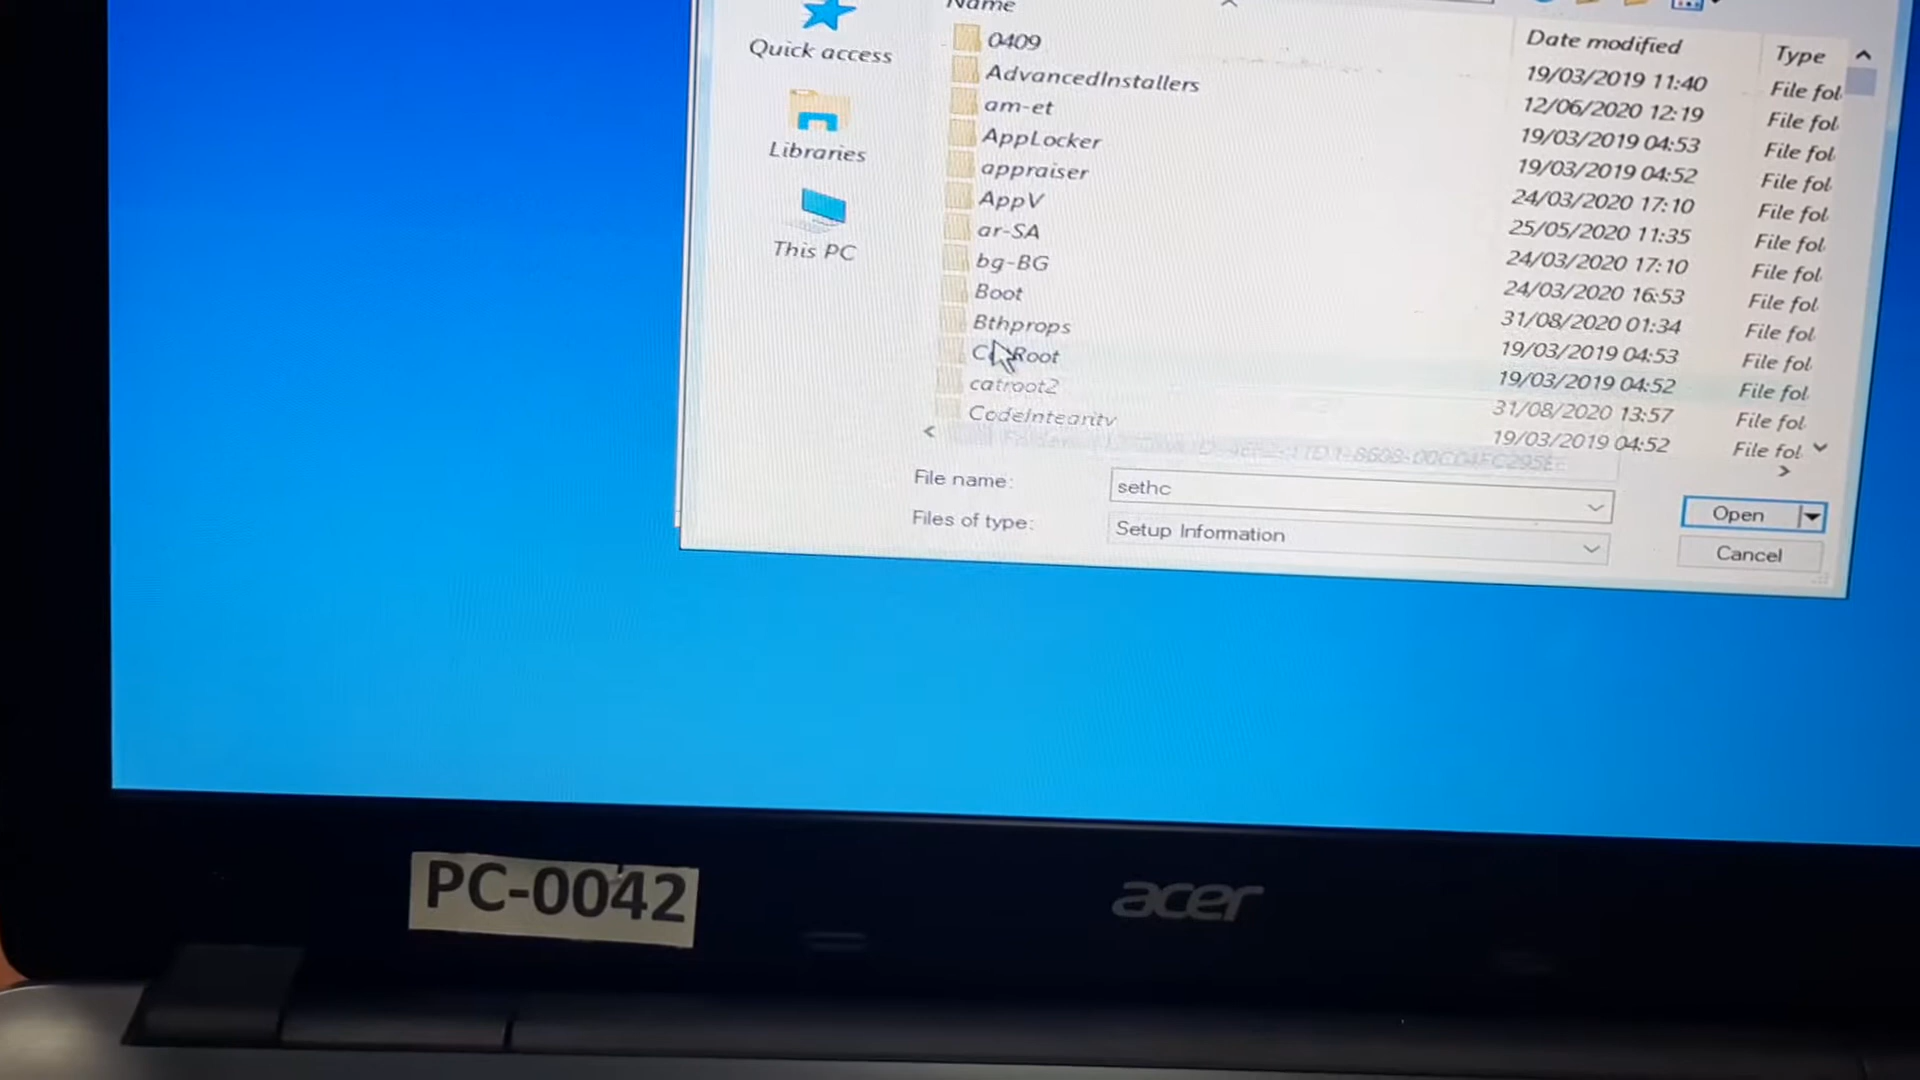 Name
Date modified
Type
Quick access
Libraries
This PC
0409
AdvancedInstallers
am-et
AppLocker
appraiser
AppV
ar-SA
bg-BG
Boot
Bthprops
Root
catroot2
CodeIntegrity
19/03/2019 11:40
12/06/2020 12:19
19/03/2019 04:53
19/03/2019 04:52
24/03/2020 17:10
25/05/2020 11:35
24/03/2020 17:10
24/03/2020 16:53
31/08/2020 01:34
19/03/2019 04:53
19/03/2019 04:52
31/08/2020 13:57
19/03/2019 04:52
File fol
File fol
File fol
File fol
File fol
File fol
File fol
File fol
File fol
File fol
File fol
File fol
File fol
File name:
sethc
Open
Files of type:
Setup Information
Cancel
PC-0042
acer